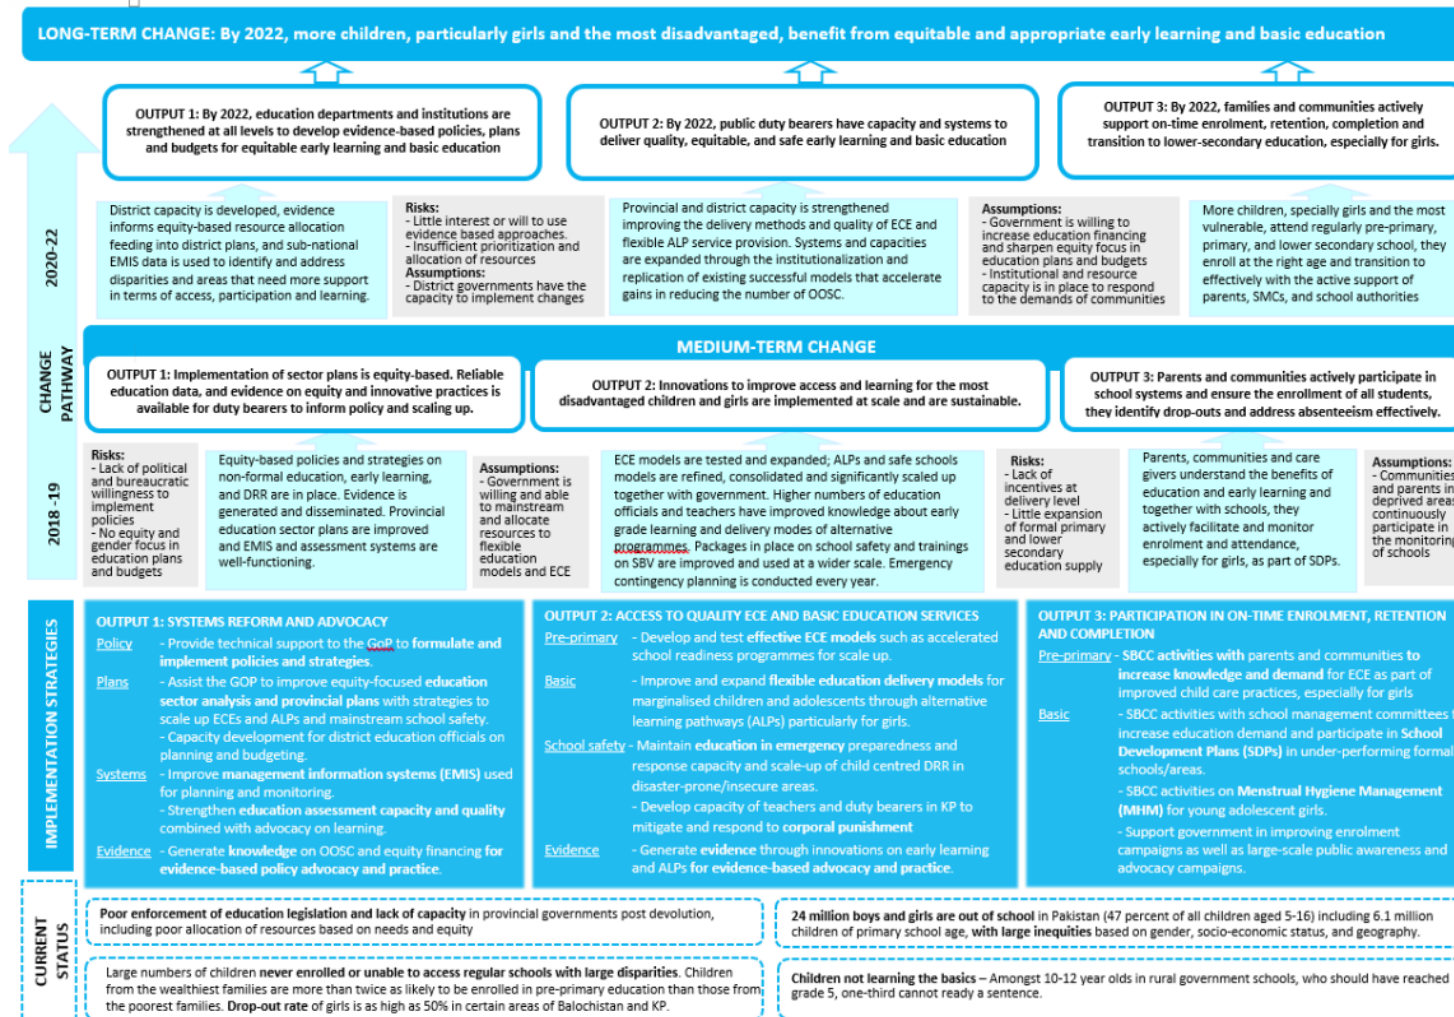 LONG-TERM CHANGE: By 2022, more children, particularly girls and the most disadvantaged, benefit from equitable and appropriate early learning and basic education
OUTPUT 1: By 2022, education departments and institutions are
strengthened at all levels to develop evidence-based policies, plans
and budgets for equitable early learning and basic education
OUTPUT 2: By 2022, public duty bearers have capacity and systems to
deliver quality, equitable, and safe early learning and basic education
OUTPUT 3: By 2022, families and communities actively
support on-time enrolment, retention, completion and
transition to lower-secondary education, especially for girls.
2020-22
District capacity is developed, evidence
informs equity-based resource allocation
feeding into district plans, and sub-national
EMIS data is used to identify and address
disparities and areas that need more support
in terms of access, participation and learning.
Risks:
- Little interest or will to use
evidence based approaches.
- Insufficient prioritization and
allocation of resources
Assumptions:
- District governments have the
capacity to implement changes
Provincial and district capacity is strengthened
improving the delivery methods and quality of ECE and
flexible ALP service provision. Systems and capacities
are expanded through the institutionalization and
replication of existing successful models that accelerate
gains in reducing the number of OOSC.
Assumptions:
- Government is willing to
increase education financing
and sharpen equity focus in
education plans and budgets
- Institutional and resource
capacity is in place to respond
to the demands of communities
More children, specially girls and the most
vulnerable, attend regularly pre-primary,
primary, and lower secondary school, they
enroll at the right age and transition to
effectively with the active support of
parents, SMCs, and school authorities
CHANGE
PATHWAY
MEDIUM-TERM CHANGE
OUTPUT 1: Implementation of sector plans is equity-based. Reliable
education data, and evidence on equity and innovative practices is
available for duty bearers to inform policy and scaling up.
OUTPUT 2: Innovations to improve access and learning for the most
disadvantaged children and girls are implemented at scale and are sustainable.
OUTPUT 3: Parents and communities actively participate in
school systems and ensure the enrollment of all students,
they identify drop-outs and address absenteeism effectively.
2018 -19
Risks:
- Lack of political
and bureaucratic
willingness to
implement
policies
- No equity and
gender focus in
education plans
and budgets
Equity-based policies and strategies on
non-formal education, early learning,
and DRR are in place. Evidence is
generated and disseminated. Provincial
education sector plans are improved
and EMIS and assessment systems are
well-functioning.
Assumptions:
- Government is
willing and able
to mainstream
and allocate
resources to
flexible
education
models and ECE
ECE models are tested and expanded; ALPs and safe schools
models are refined, consolidated and significantly scaled up
together with government. Higher numbers of education
officials and teachers have improved knowledge about early
grade learning and delivery modes of alternative
programmes. Packages in place on school safety and trainings
on SBV are improved and used at a wider scale. Emergency
contingency planning is conducted every year.
Risks:
- Lack of
incentives at
delivery level
- Little expansion
of formal primary
and lower
secondary
education supply
Parents, communities and care
givers understand the benefits of
education and early learning and
together with schools, they
actively facilitate and monitor
enrolment and attendance,
especially for girls, as part of SDPs.
Assumptions:
- Communities
and parents in
deprived areas
continuously
participate in
the monitoring
of schools
IMPLEMENTATION STRATEGIES
OUTPUT 1: SYSTEMS REFORM AND ADVOCACY
Policy - Provide technical support to the GoP to formulate and
implement policies and strategies.
Plans - Assist the GOP to improve equity-focused education
sector analysis and provincial plans with strategies to
scale up ECEs and ALPs and mainstream school safety.
- Capacity development for district education officials on
planning and budgeting.
Systems - Improve management information systems (EMIS) used
for planning and monitoring.
- Strengthen education assessment capacity and quality
combined with advocacy on learning.
Evidence - Generate knowledge on OOSC and equity financing for
evidence-based policy advocacy and practice.
OUTPUT 2: ACCESS TO QUALITY ECE AND BASIC EDUCATION SERVICES
Pre-primary - Develop and test effective ECE models such as accelerated
school readiness programmes for scale up.
Basic - Improve and expand flexible education delivery models for
marginalised children and adolescents through alternative
learning pathways (ALPs) particularly for girls.
School safety - Maintain education in emergency preparedness and
response capacity and scale-up of child centred DRR in
disaster-prone/insecure areas.
- Develop capacity of teachers and duty bearers in KP to
mitigate and respond to corporal punishment
Evidence - Generate evidence through innovations on early learning
and ALPs for evidence-based advocacy and practice.
OUTPUT 3: PARTICIPATION IN ON-TIME ENROLMENT, RETENTION
AND COMPLETION
Pre-primary - SBCC activities with parents and communities to
increase knowledge and demand for ECE as part of
improved child care practices, especially for girls
Basic - SBCC activities with school management committees
increase education demand and participate in School
Development Plans (SDPs) in under-performing formal
schools/areas.
- SBCC activities on Menstrual Hygiene Management
(MHM) for young adolescent girls.
- Support government in improving enrolment
campaigns as well as large-scale public awareness and
advocacy campaigns.
CURRENT
STATUS
Poor enforcement of education legislation and lack of capacity in provincial governments post devolution,
including poor allocation of resources based on needs and equity
24 million boys and girls are out of school in Pakistan (47 percent of all children aged 5-16) including 6.1 million
children of primary school age, with large inequities based on gender, socio-economic status, and geography.
Large numbers of children never enrolled or unable to access regular schools with large disparities. Children
from the wealthiest families are more than twice as likely to be enrolled in pre-primary education than those from
the poorest families. Drop-out rate of girls is as high as 50% in certain areas of Balochistan and KP.
Children not learning the basics – Amongst 10-12 year olds in rural government schools, who should have reached
grade 5, one-third cannot ready a sentence.